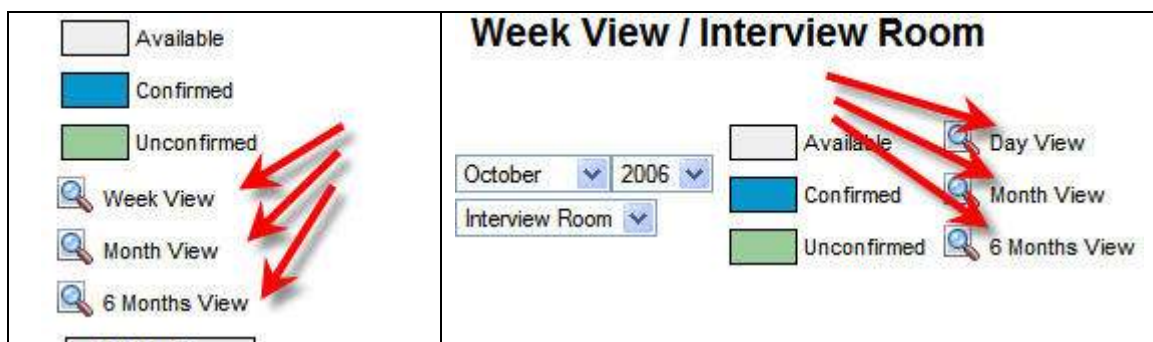 Available
Confirmed
Unconfirmed
Week View
Month View
6 Months View
Week View / Interview Room
October 2006
Interview Room
Available Day View
Confirmed Month View
Unconfirmed 6 Months View